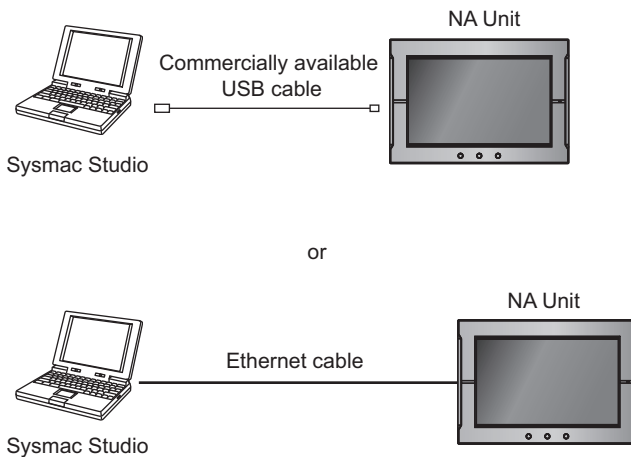 NA Unit
Commercially available
USB cable
Sysmac Studio
or
NA Unit
Ethernet cable
Sysmac Studio